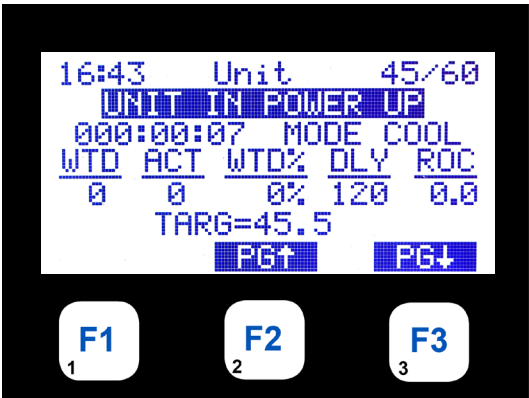 16:43 Unit 45/60
UNIT IN POWER UP
000:00:07 MODE COOL
WTD ACT WTD% DLY ROC
0 0 0% 120 0.0
TARG=45.5
PG↑ PG↓
F1 F2 F3
1 2 3